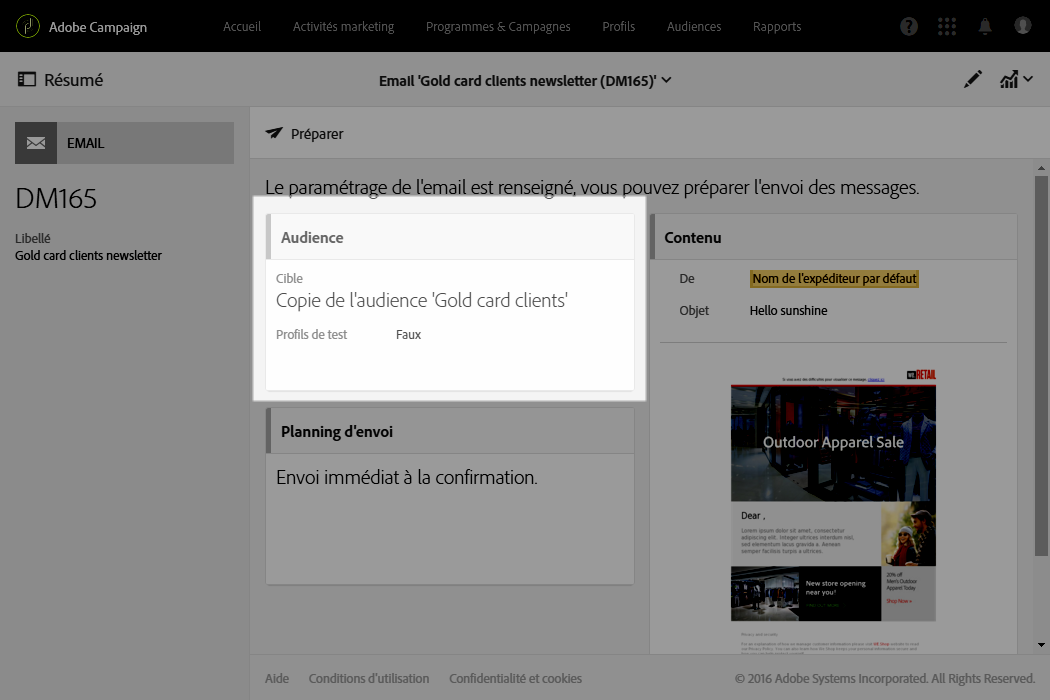 Adobe Campaign
Accueil Activités marketing Programmes & Campagnes Profils Audiences Rapports
Résumé
Email 'Gold card clients newsletter (DM165)'
EMAIL
DM165
Libellé
Gold card clients newsletter
Préparer
Le paramétrage de l'email est renseigné, vous pouvez préparer l'envoi des messages.
Audience
Cible
Copie de l'audience 'Gold card clients'
Profils de test Faux
Planning d'envoi
Envoi immédiat à la confirmation.
Contenu
De Nom de l'expéditeur par défaut
Objet Hello sunshine
RETAIL
Outdoor Apparel Sale
Dear ,
Lorem ipsum dolor sit amet, consectetur
adipiscing elit. Integer ultrices interdum nisl,
sed elementum lacus gravida a. Aenean
semper facilisis turpis a ultrices.
New store opening
near you!
20% off
Men's Outdoor
Apparel Today
Shop Now »
Aide Conditions d'utilisation Confidentialité et cookies
© 2016 Adobe Systems Incorporated. All Rights Reserved.